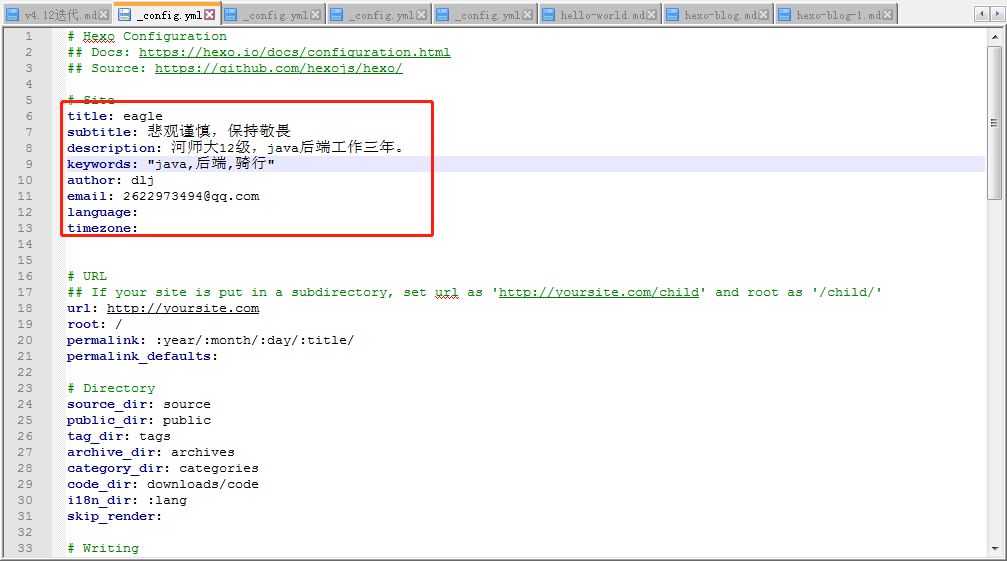 v4.12迭代.md _config.yml _config.yml _config.yml _config.yml hello-world.md hexo-blog.md hexo-blog-1.md
1 # Hexo Configuration
2 ## Docs: https://hexo.io/docs/configuration.html
3 ## Source: https://github.com/hexojs/hexo/
4
5 # Site
6 title: eagle
7 subtitle: 悲观谨慎，保持敬畏
8 description: 河师大12级，java后端工作三年。
9 keywords: "java,后端,骑行"
10 author: dlj
11 email: 2622973494@qq.com
12 language:
13 timezone:
14
15
16 # URL
17 ## If your site is put in a subdirectory, set url as 'http://yoursite.com/child' and root as '/child/'
18 url: http://yoursite.com
19 root: /
20 permalink: :year/:month/:day/:title/
21 permalink_defaults:
22
23 # Directory
24 source_dir: source
25 public_dir: public
26 tag_dir: tags
27 archive_dir: archives
28 category_dir: categories
29 code_dir: downloads/code
30 i18n_dir: :lang
31 skip_render:
32
33 # Writing